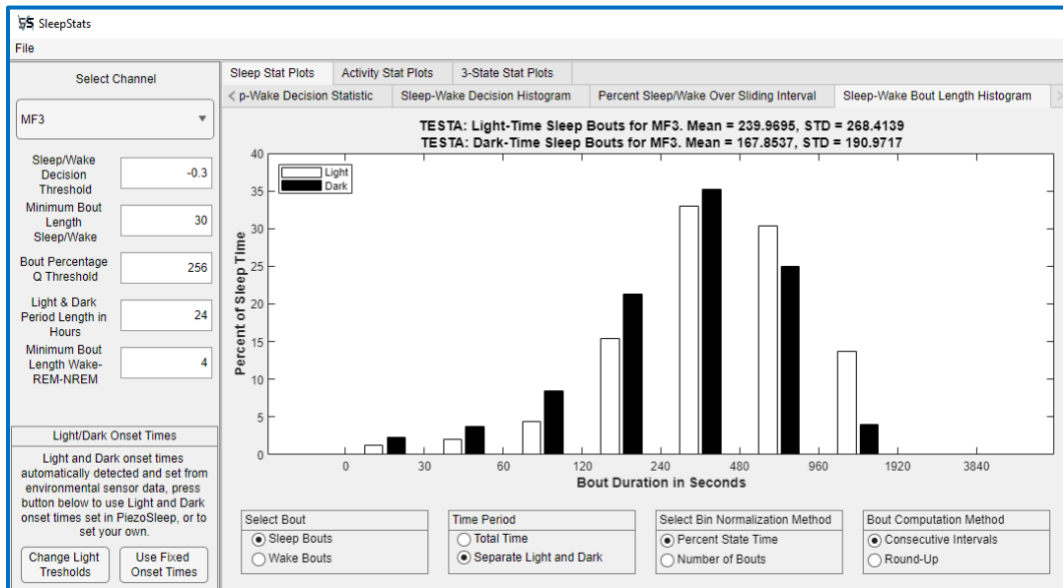 SleepStats
File
Select Channel
MF3
Sleep/Wake
Decision
Threshold
-0.3
Minimum Bout
Length
Sleep/Wake
30
Bout Percentage
Q Threshold
256
Light & Dark
Period Length in
Hours
24
Minimum Bout
Length Wake-
REM-NREM
4
Light/Dark Onset Times
Light and Dark onset times
automatically detected and set from
environmental sensor data, press
button below to use Light and Dark
onset times set in PiezoSleep, or to
set your own.
Change Light
Tresholds
Use Fixed
Onset Times
Sleep Stat Plots
Activity Stat Plots
3-State Stat Plots
p-Wake Decision Statistic
Sleep-Wake Decision Histogram
Percent Sleep/Wake Over Sliding Interval
Sleep-Wake Bout Length Histogram
TESTA: Light-Time Sleep Bouts for MF3. Mean = 239.9695, STD = 268.4139
TESTA: Dark-Time Sleep Bouts for MF3. Mean = 167.8537, STD = 190.9717
Light
Dark
Percent of Sleep Time
40
35
30
25
20
15
10
5
0
0 30 60 120 240 480 960 1920 3840
Bout Duration in Seconds
Select Bout
Sleep Bouts
Wake Bouts
Time Period
Total Time
Separate Light and Dark
Select Bin Normalization Method
Percent State Time
Number of Bouts
Bout Computation Method
Consecutive Intervals
Round-Up